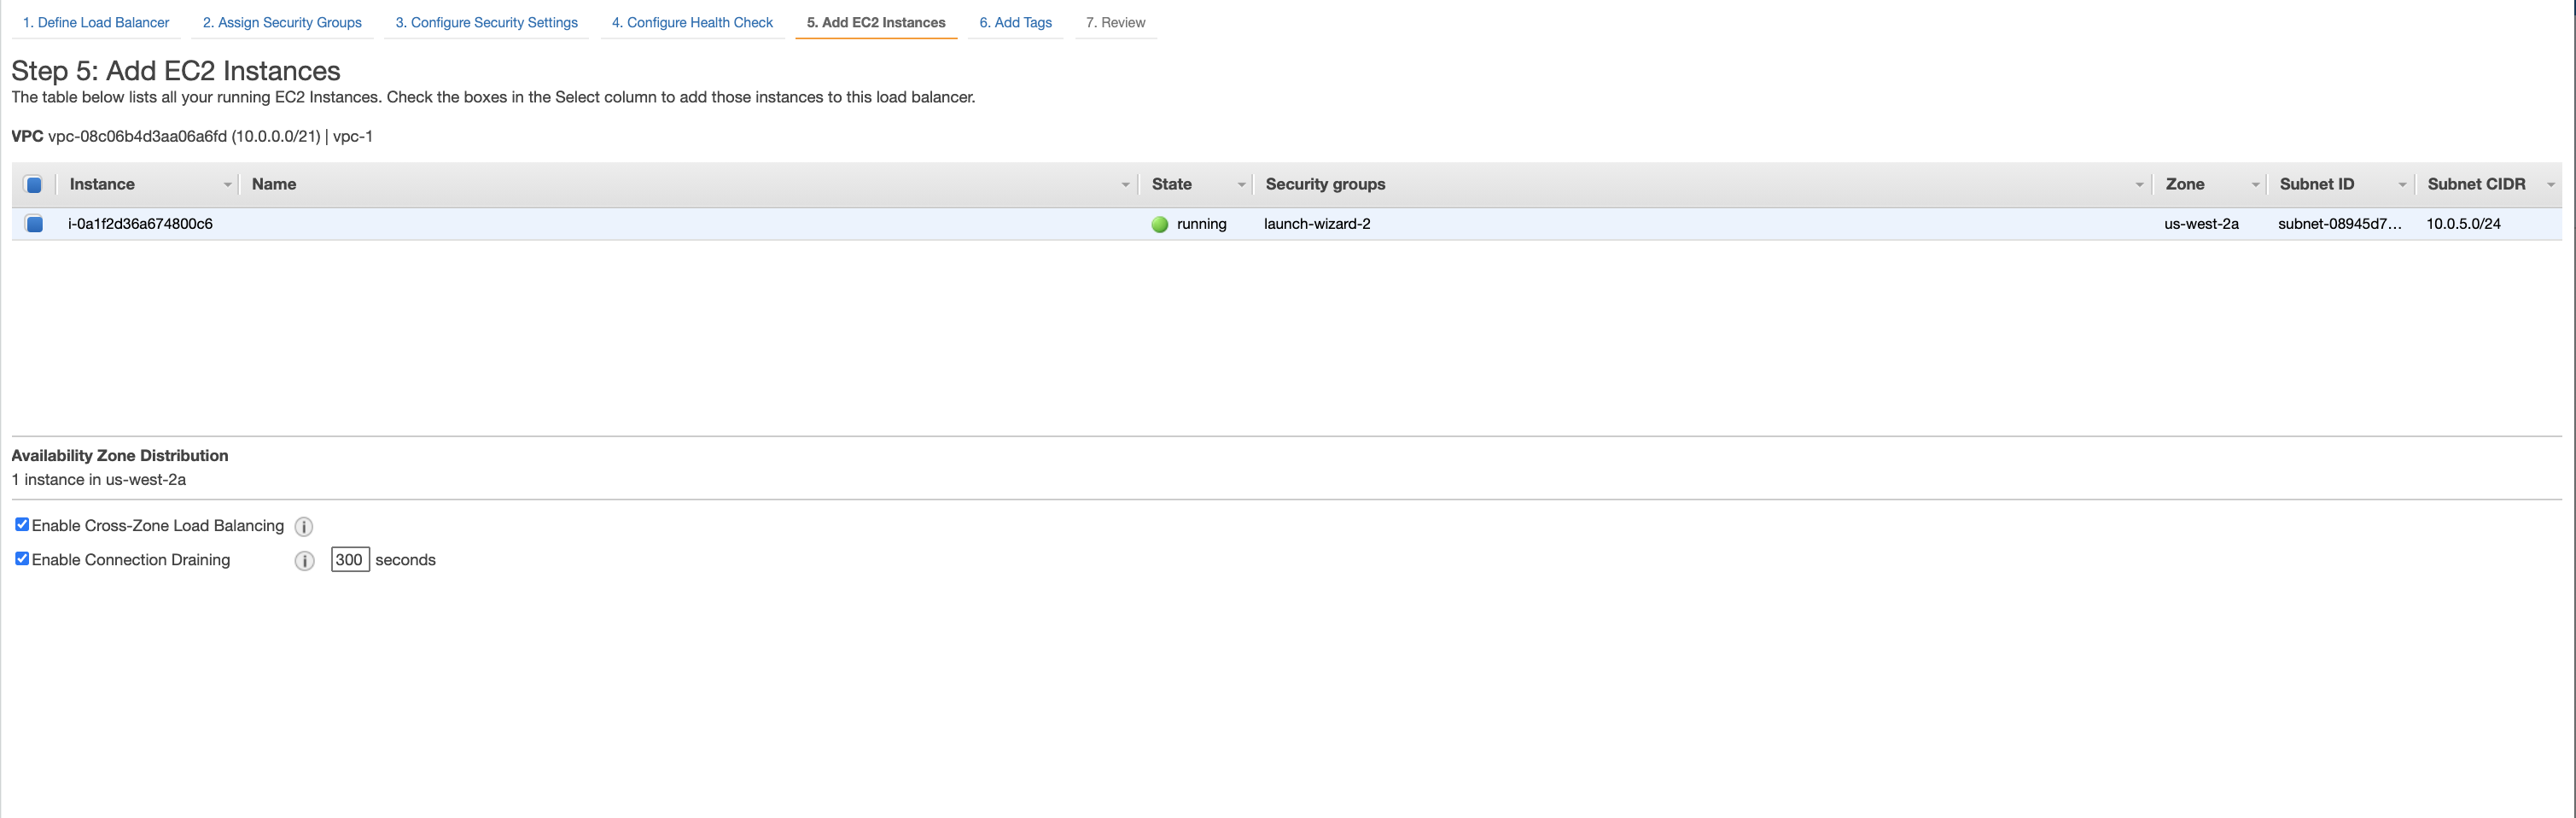 1. Define Load Balancer 2. Assign Security Groups 3. Configure Security Settings 4. Configure Health Check 5. Add EC2 Instances 6. Add Tags 7. Review
Step 5: Add EC2 Instances
The table below lists all your running EC2 Instances. Check the boxes in the Select column to add those instances to this load balancer.
VPC vpc-08c06b4d3aa06a6fd (10.0.0.0/21) | vpc-1
Instance Name State Security groups Zone Subnet ID Subnet CIDR
i-0a1f2d36a674800c6 running launch-wizard-2 us-west-2a subnet-08945d7... 10.0.5.0/24
Availability Zone Distribution
1 instance in us-west-2a
Enable Cross-Zone Load Balancing i
Enable Connection Draining i 300 seconds